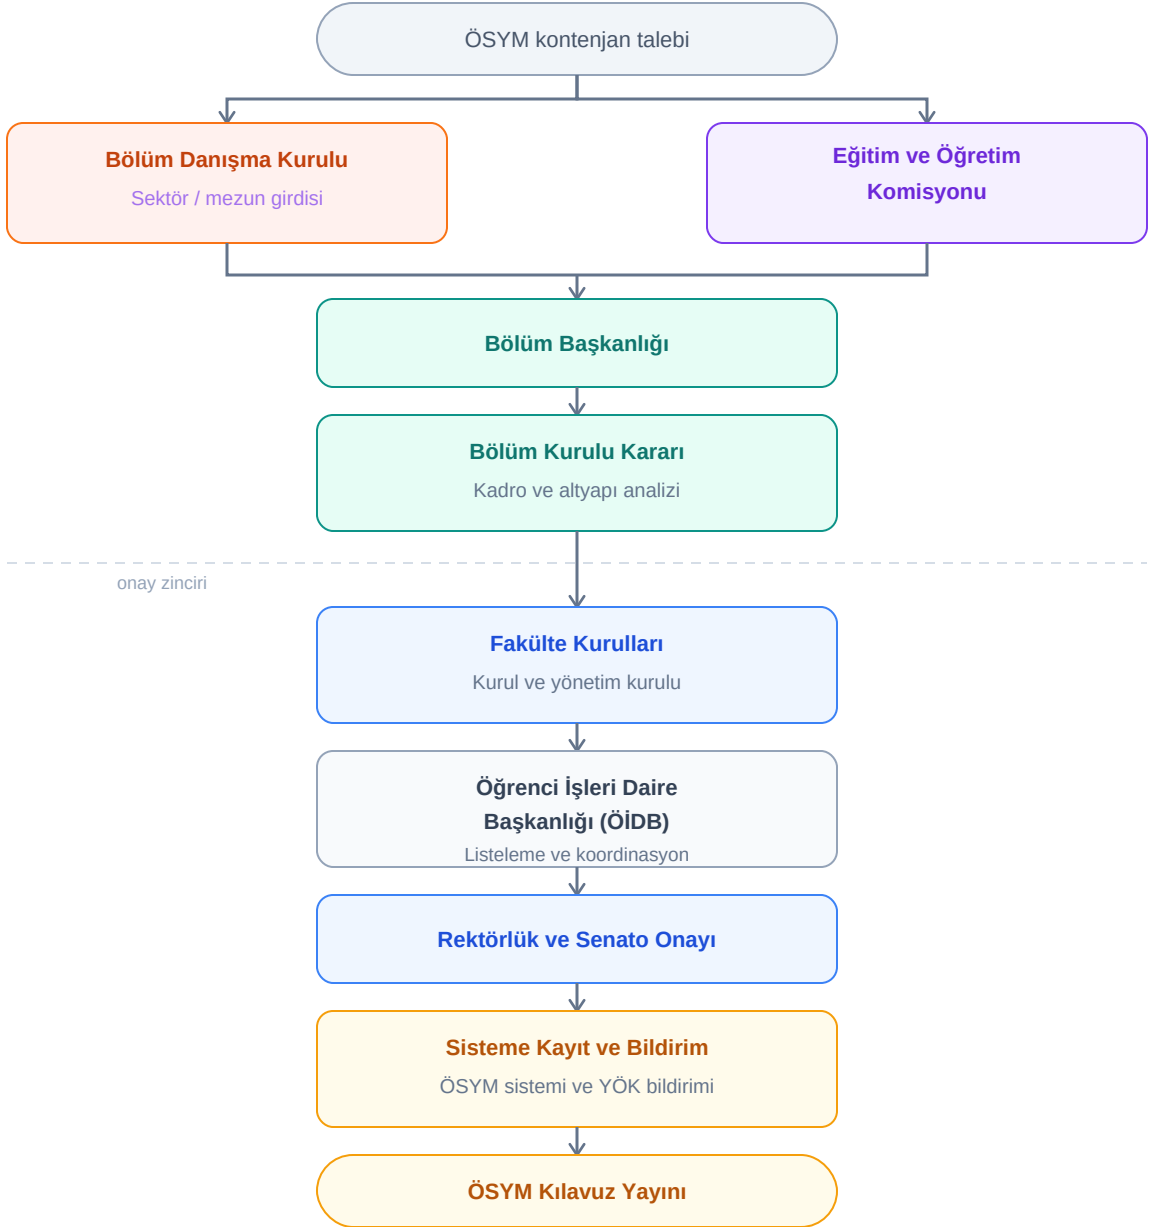 ÖSYM kontenjan talebi
Bölüm Danışma Kurulu
Sektör / mezun girdisi
Eğitim ve Öğretim
Komisyonu
Bölüm Başkanlığı
Bölüm Kurulu Kararı
Kadro ve altyapı analizi
onay zinciri
Fakülte Kurulları
Kurul ve yönetim kurulu
Öğrenci İşleri Daire
Başkanlığı (ÖİDB)
Listeleme ve koordinasyon
Rektörlük ve Senato Onayı
Sisteme Kayıt ve Bildirim
ÖSYM sistemi ve YÖK bildirimi
ÖSYM Kılavuz Yayını